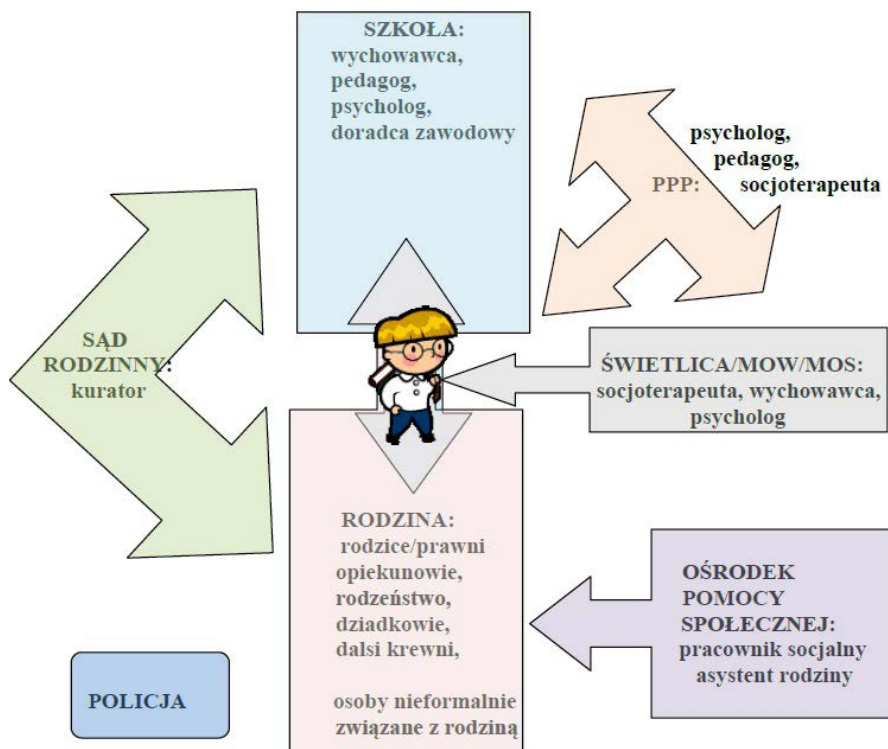 SZKOŁA:
wychowawca,
pedagog,
psycholog,
doradca zawodowy
psycholog,
pedagog,
PPP:
socjoterapeuta
SĄD
RODZINNY:
kurator
ŚWIETLICA/MOW/MOS:
socjoterapeuta, wychowawca,
psycholog
RODZINA:
rodzice/prawni
opiekunowie,
rodzeństwo,
dziadkowie,
dalsi krewni,
osoby nieformalnie
związane z rodziną
OŚRODEK
POMOCY
SPOŁECZNEJ:
pracownik socjalny
asystent rodziny
POLICJA